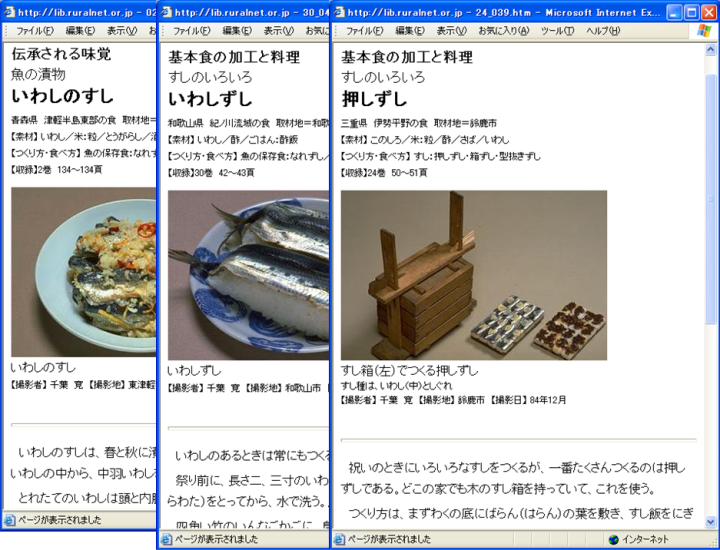 http://lib.ruralnet.or.jp - 02
ファイル(F) 編集(E) 表示(V) お
伝承される味覚
魚の漬物
いわしのすし
青森県 津軽半島東部の食 取材地=
【素材】 いわし/米:粒/とうがらし/酒
【つくり方・食べ方】 魚の保存食:なれず
【収録】2巻 134~134頁
いわしのすし
【撮影者】 千葉 寛 【撮影地】 東津軽
いわしのすしは、春と秋に漬
いわしの中から、中羽いわし
とれたてのいわしは頭と内臓
ページが表示されました
http://lib.ruralnet.or.jp - 30_04
ファイル(F) 編集(E) 表示(V) お気に
基本食の加工と料理
すしのいろいろ
いわしずし
和歌山県 紀ノ川流域の食 取材地=和歌
【素材】 いわし/酢/ごはん:酢飯
【つくり方・食べ方】 魚の保存食:なれずし/
【収録】30巻 42~43頁
いわしずし
【撮影者】 千葉 寛 【撮影地】 和歌山市
いわしのあるときは常にもつくる
祭り前に、長さ二、三寸のいわ
らわた)をとってから、水で洗う。
四角い竹のいんなごかごに、
ページが表示されました
http://lib.ruralnet.or.jp - 24_039.htm - Microsoft Internet Ex...
ファイル(F) 編集(E) 表示(V) お気に入り(A) ツール(T) ヘルプ(H)
基本食の加工と料理
すしのいろいろ
押しずし
三重県 伊勢平野の食 取材地=鈴鹿市
【素材】 このしろ/米:粒/酢/さば/いわし
【つくり方・食べ方】 すし:押しずし・箱ずし・型抜きずし
【収録】24巻 50~51頁
すし箱(左)でつくる押しずし
すし種は、いわし(中)としぐれ
【撮影者】 千葉 寛 【撮影地】 鈴鹿市 【撮影日】 84年12月
祝いのときにいろいろなすしをつくるが、一番たくさんつくるのは押し
ずしである。どこの家でも木のすし箱を持っていて、これを使う。
つくり方は、まずわくの底にばらん(はらん)の葉を敷き、すし飯をにぎ
ページが表示されました
インターネット